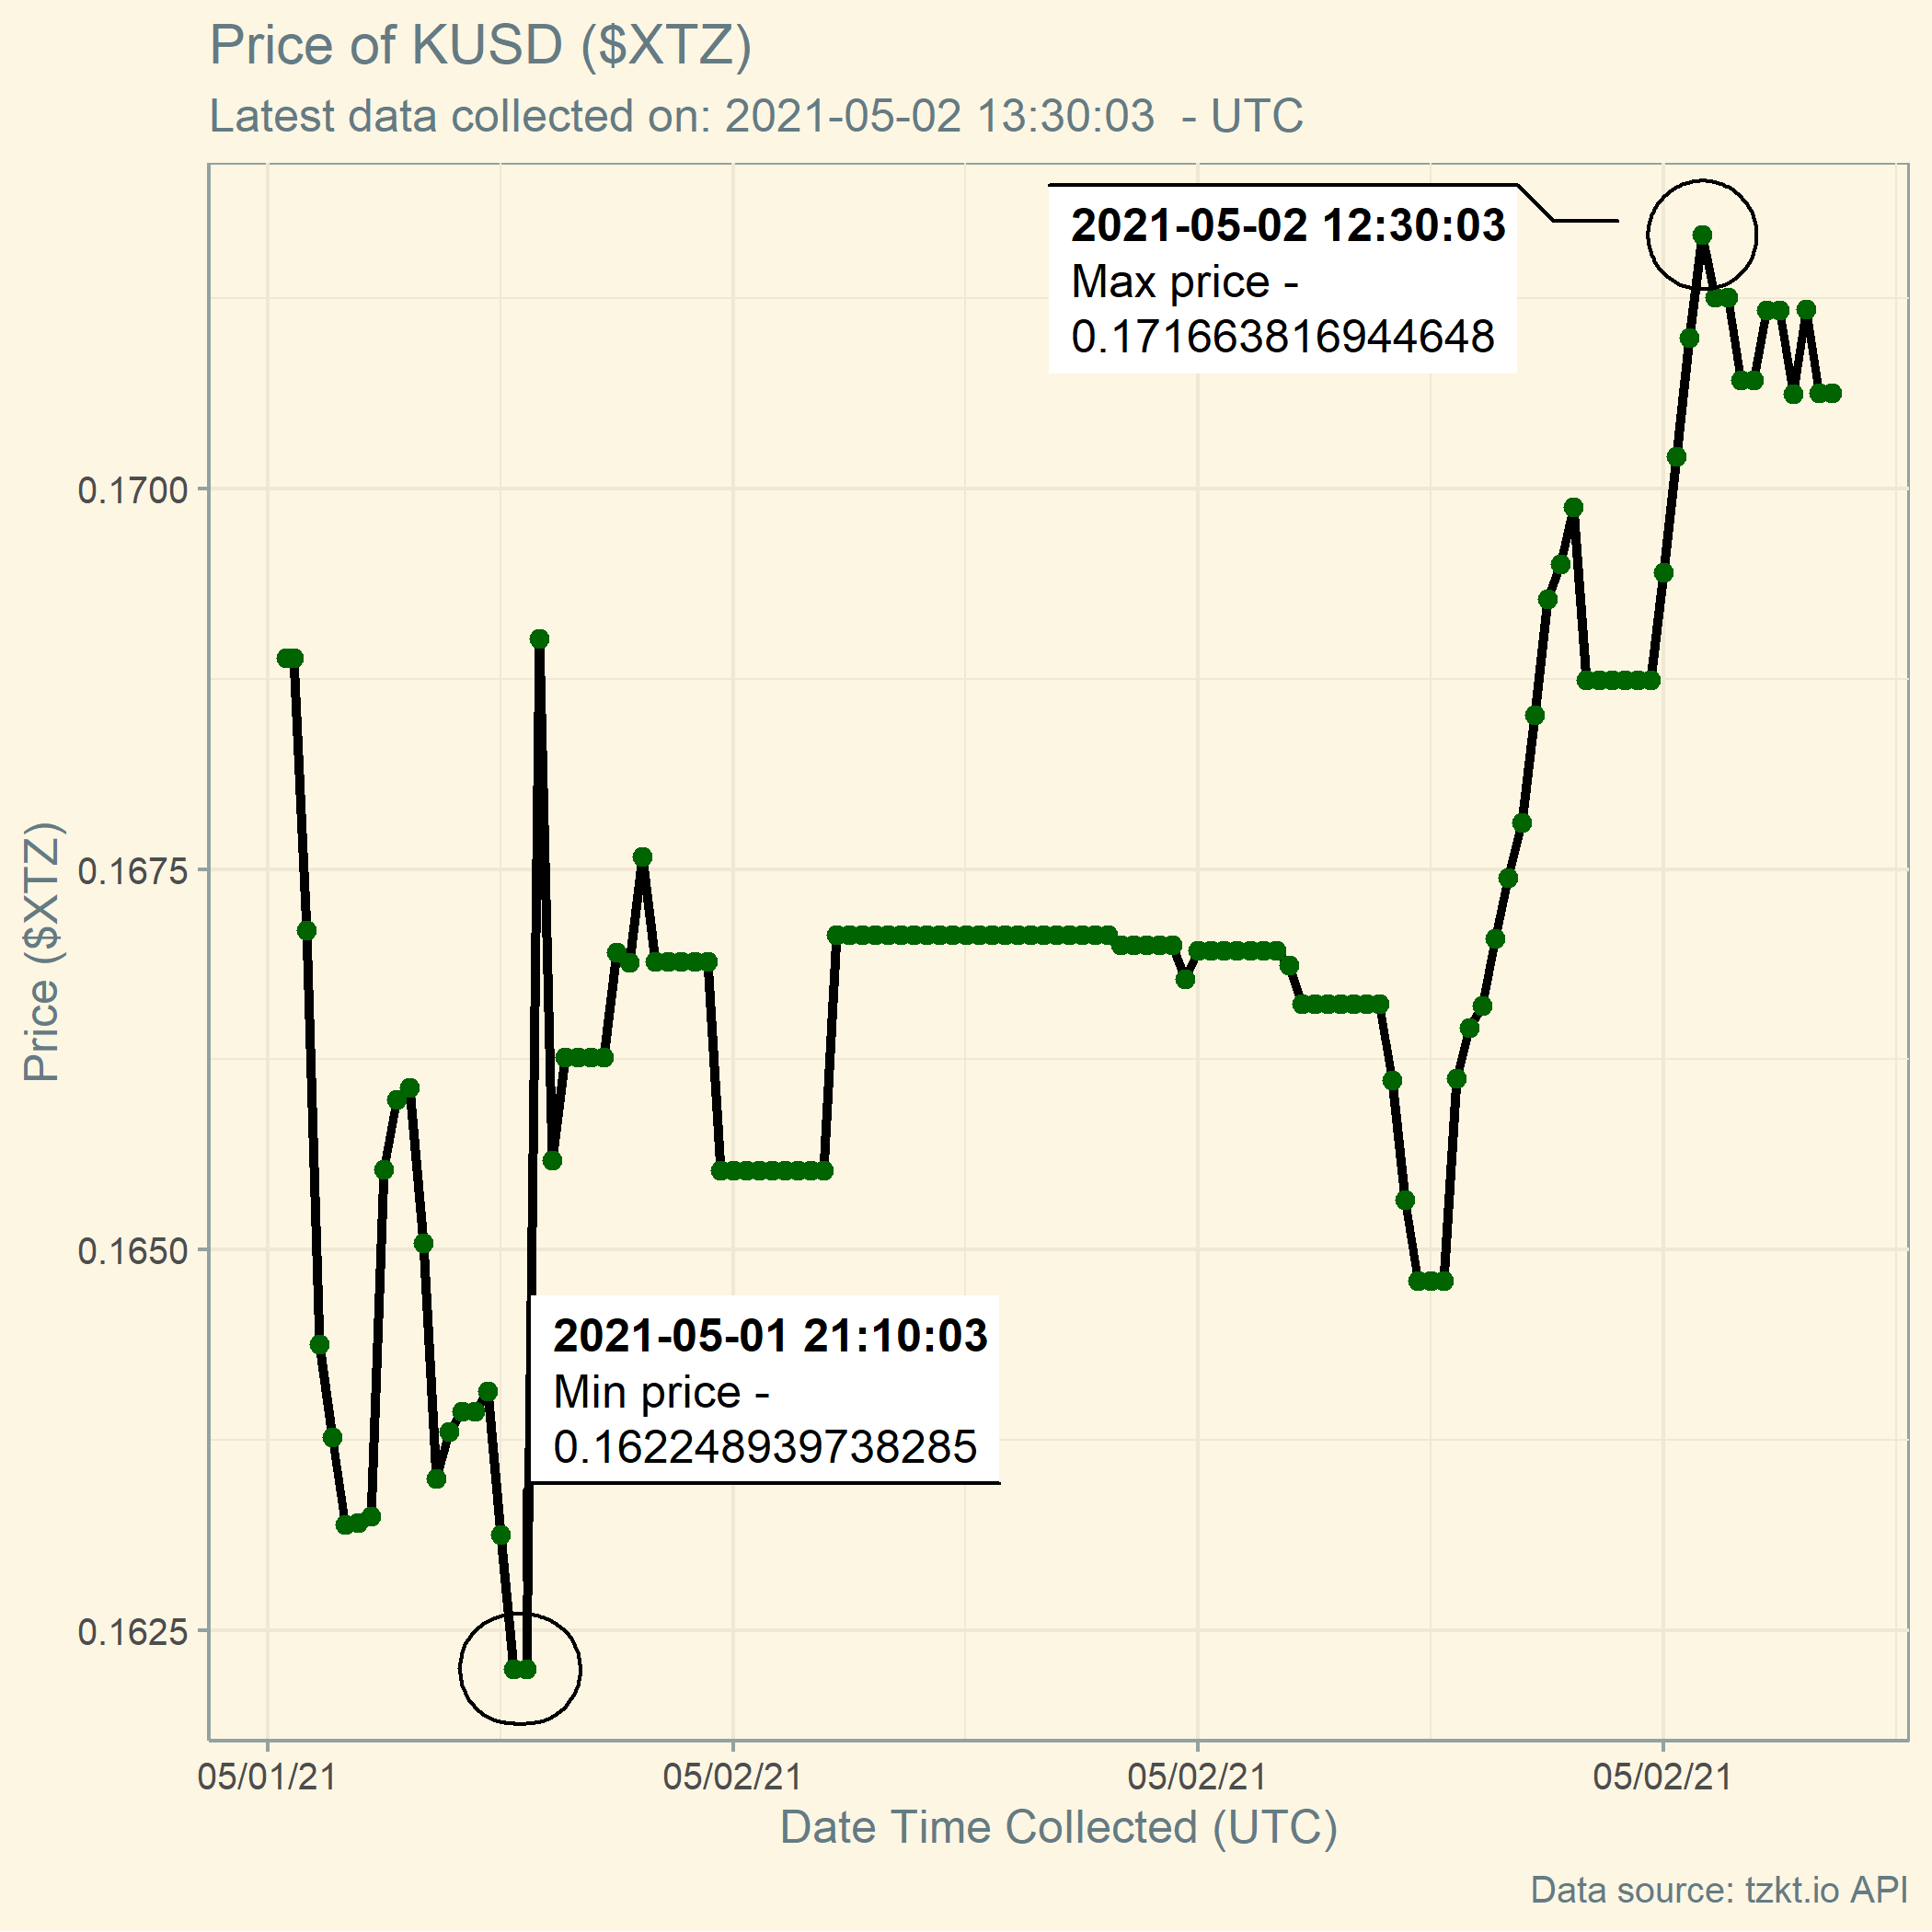 Price of KUSD ($XTZ)
Latest data collected on: 2021-05-02 13:30:03  - UTC
2021-05-02 12:30:03
Max price -
0.171663816944648
0.1700
0.1675
0.1650
0.1625
Price ($XTZ)
2021-05-01 21:10:03
Min price -
0.162248939738285
05/01/21
05/02/21
05/02/21
05/02/21
Date Time Collected (UTC)
Data source: tzkt.io API